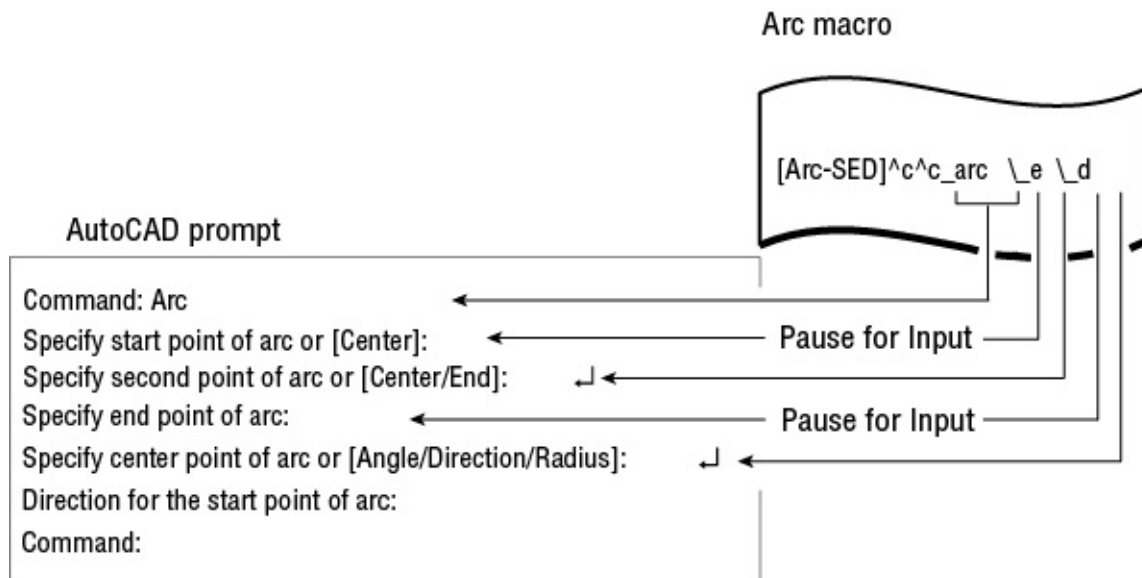 Arc macro
[Arc-SED]^c^c_arc \_e \_d
AutoCAD prompt
Command: Arc
Specify start point of arc or [Center]:
Pause for Input
Specify second point of arc or [Center/End]: ↵
Specify end point of arc:
Pause for Input
Specify center point of arc or [Angle/Direction/Radius]: ↵
Direction for the start point of arc:
Command: